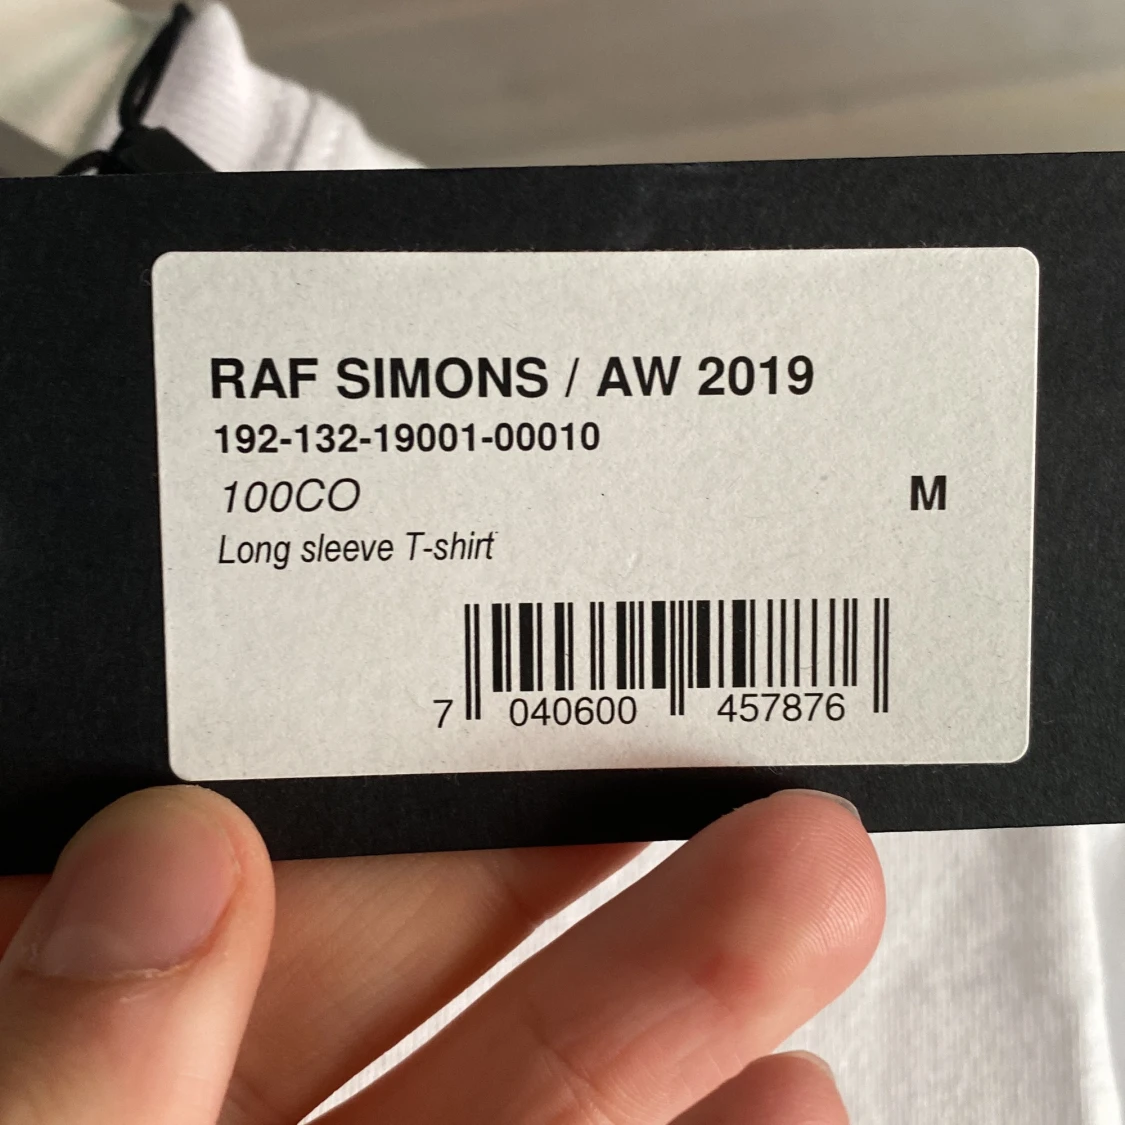 RAF SIMONS / AW 2019
192-132-19001-00010
100CO
M
Long sleeve T-shirt
7 040600 457876